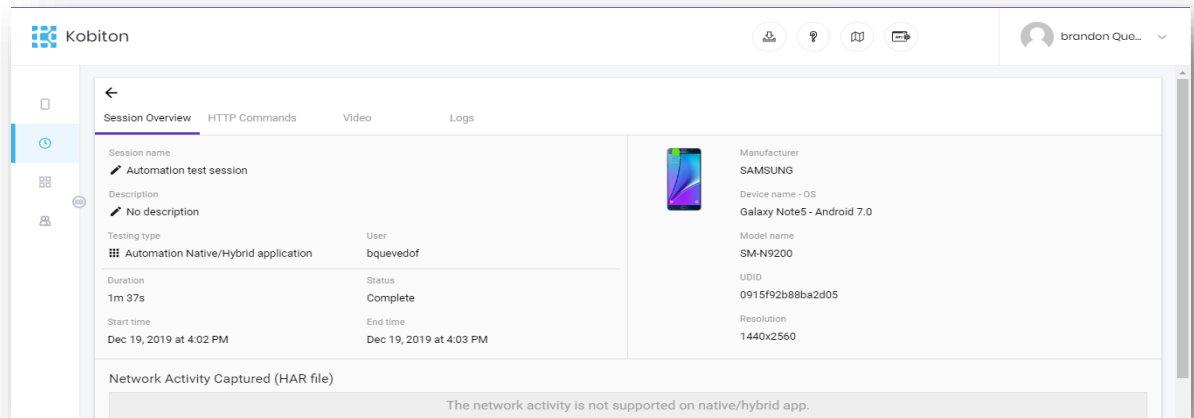 Kobiton
brandon Que...
Session Overview HTTP Commands Video Logs
Session name
Automation test session
Description
No description
Testing type User
Automation Native/Hybrid application bquevedof
Duration Status
1m 37s Complete
Start time End time
Dec 19, 2019 at 4:02 PM Dec 19, 2019 at 4:03 PM
Manufacturer
SAMSUNG
Device name - OS
Galaxy Note5 - Android 7.0
Model name
SM-N9200
UDID
0915f92b88ba2d05
Resolution
1440x2560
Network Activity Captured (HAR file)
The network activity is not supported on native/hybrid app.